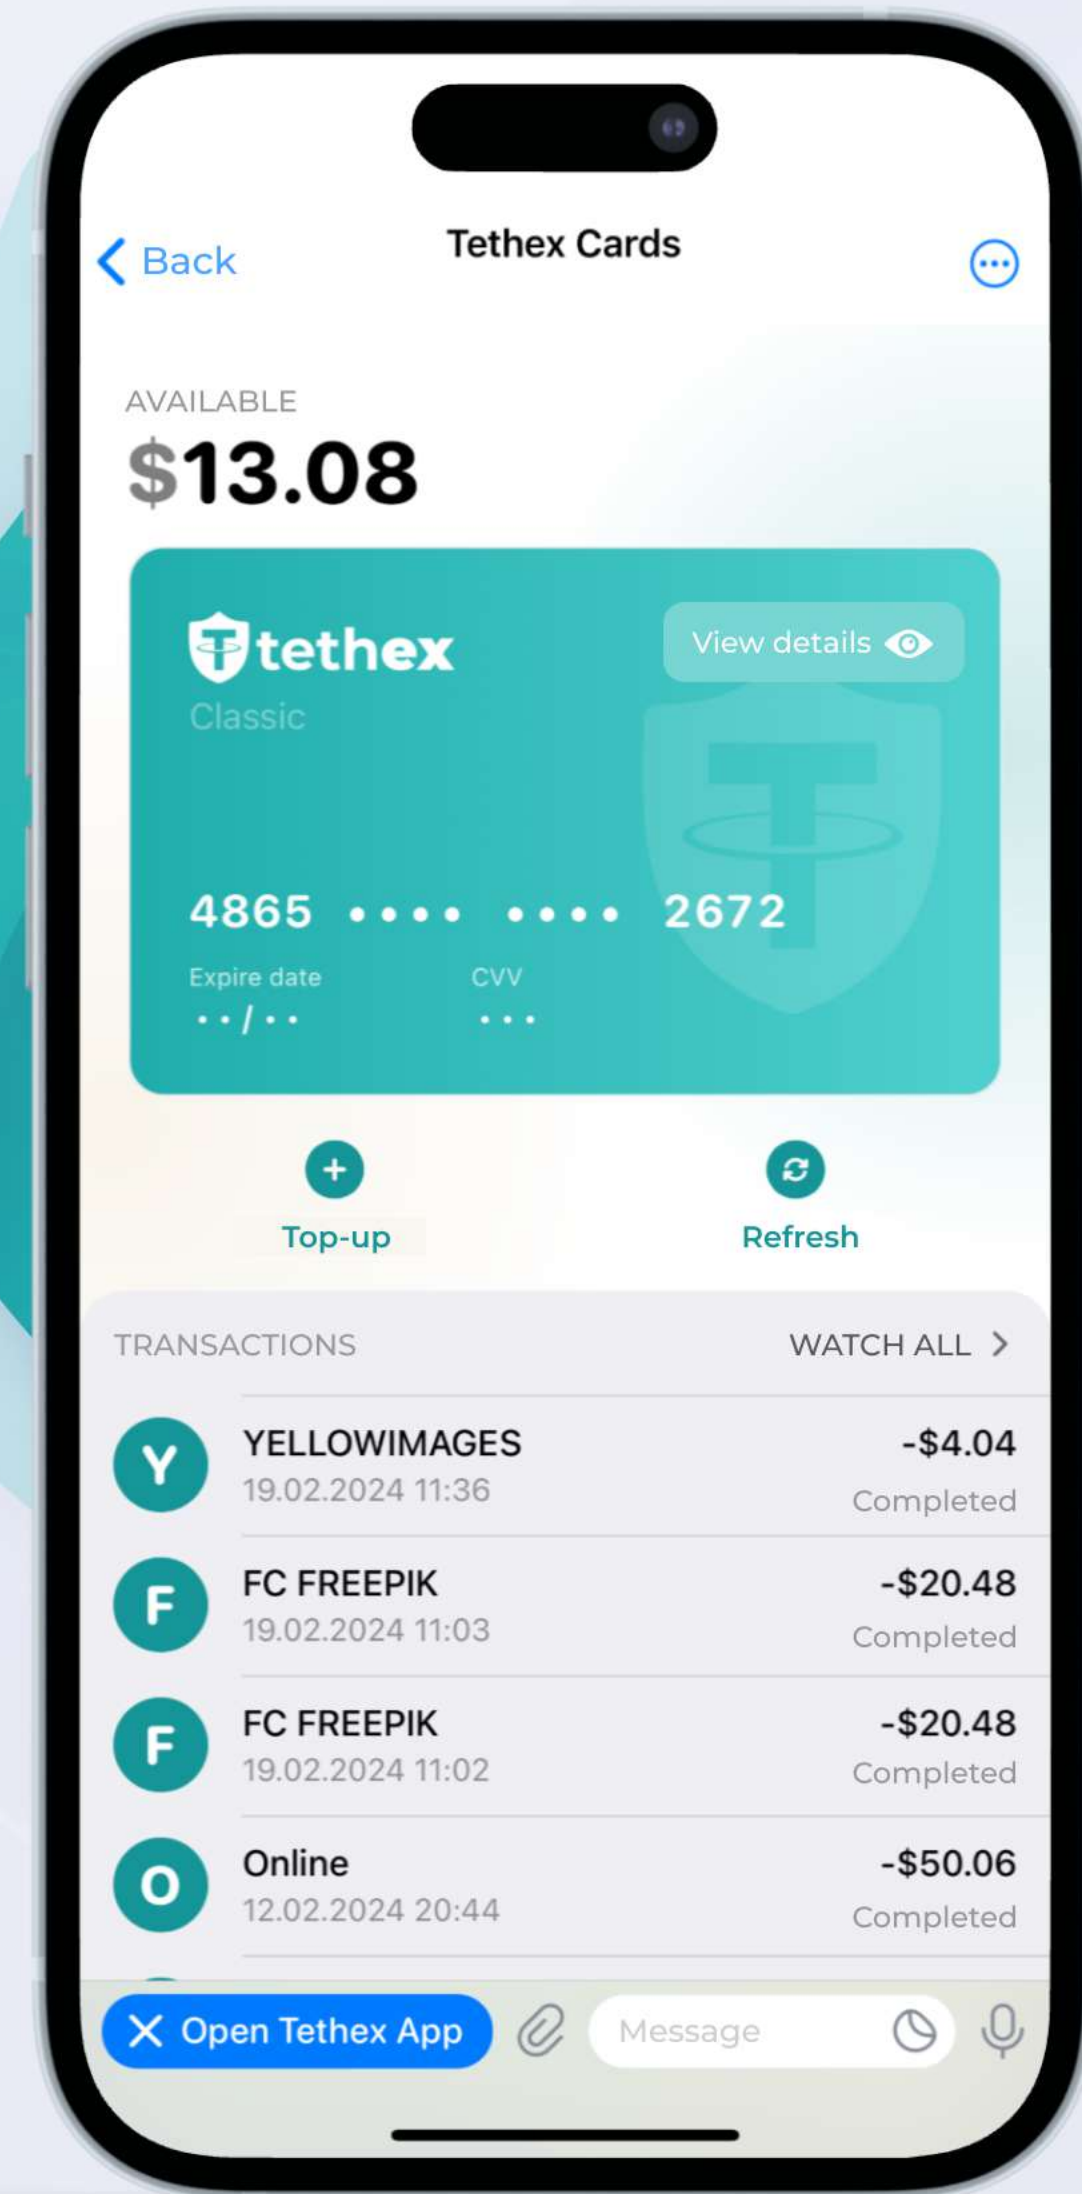 Back
Tethex Cards
AVAILABLE
$13.08
tethex
View details
Classic
4865 •••• •••• 2672
Expire date
CVV
••/••
•••
Top-up
Refresh
TRANSACTIONS
WATCH ALL
Y
YELLOWIMAGES
-$4.04
19.02.2024 11:36
Completed
F
FC FREEPIK
-$20.48
19.02.2024 11:03
Completed
F
FC FREEPIK
-$20.48
19.02.2024 11:02
Completed
O
Online
-$50.06
12.02.2024 20:44
Completed
Open Tethex App
Message